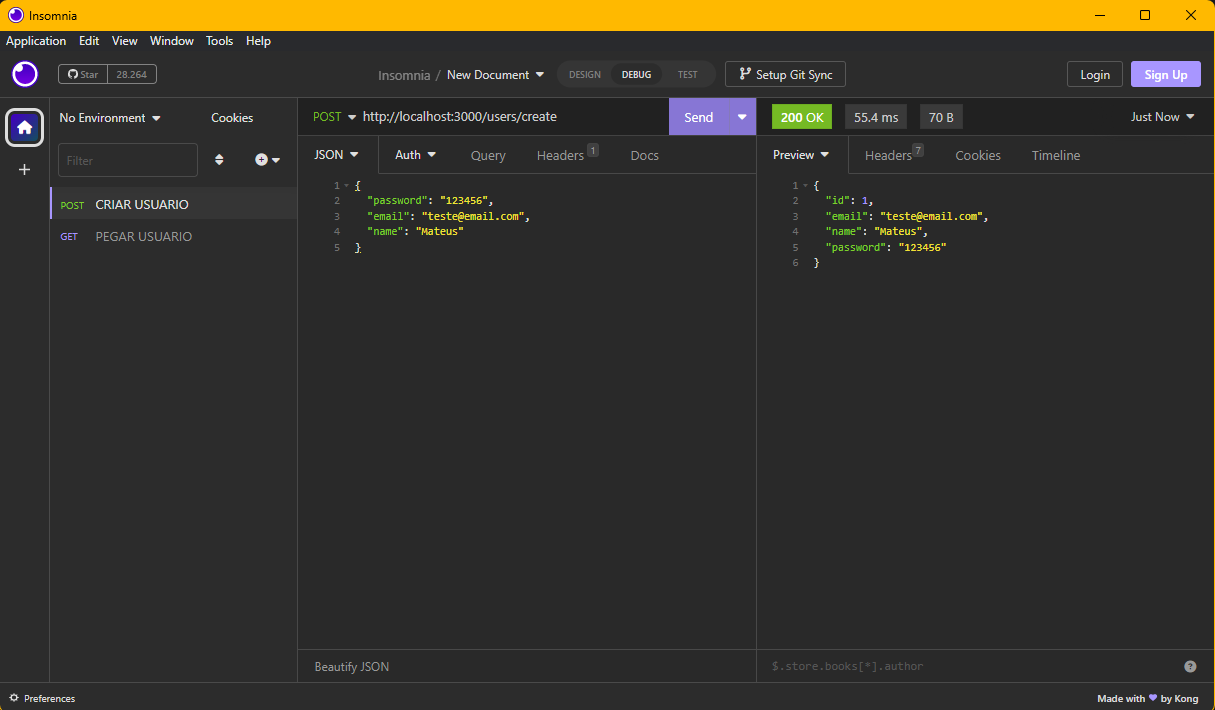 Insomnia
Application Edit View Window Tools Help
Star 28.264 Insomnia / New Document DESIGN DEBUG TEST Setup Git Sync Login Sign Up
No Environment Cookies
Filter
POST CRIAR USUARIO
GET PEGAR USUARIO
POST http://localhost:3000/users/create Send
JSON Auth Query Headers 1 Docs
1 {
2 "password": "123456",
3 "email": "teste@email.com",
4 "name": "Mateus"
5 }
Beautify JSON
200 OK 55.4 ms 70 B Just Now
Preview Headers 7 Cookies Timeline
1 {
2 "id": 1,
3 "email": "teste@email.com",
4 "name": "Mateus",
5 "password": "123456"
6 }
$.store.books[*].author ?
Preferences Made with by Kong